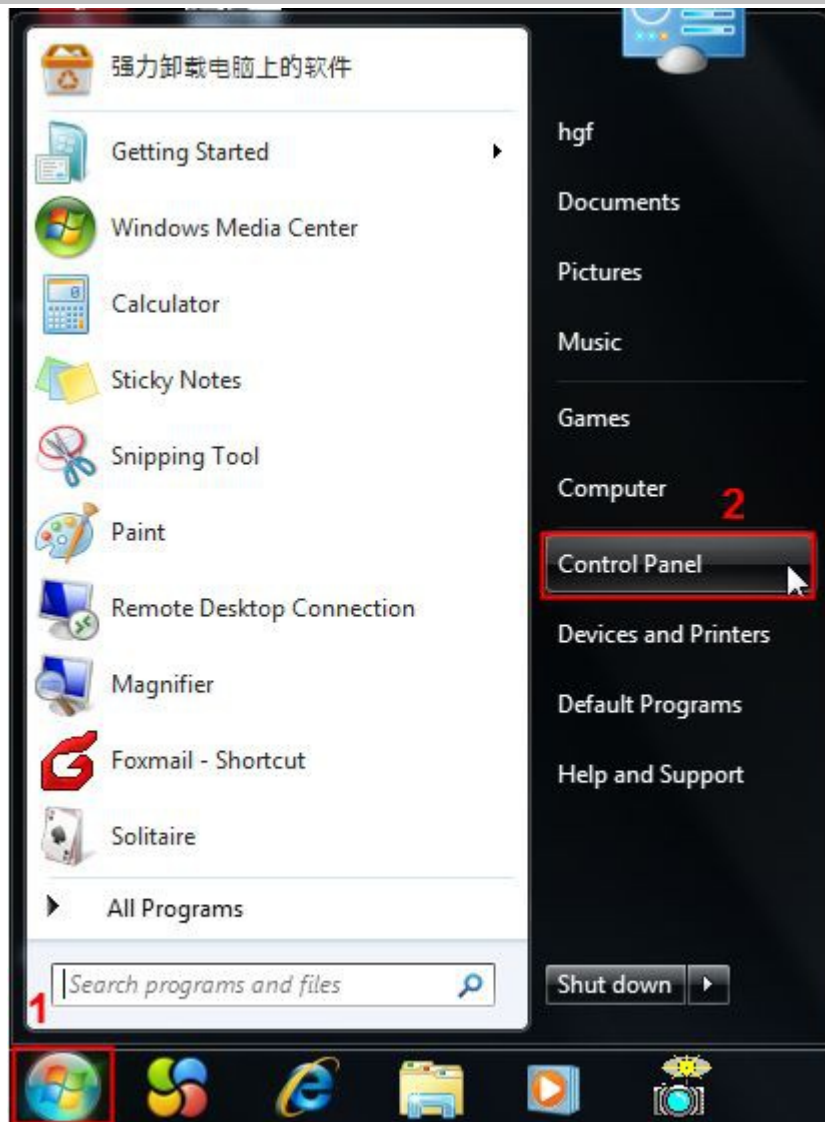 强力卸载电脑上的软件
Getting Started
Windows Media Center
Calculator
Sticky Notes
Snipping Tool
Paint
Remote Desktop Connection
Magnifier
Foxmail - Shortcut
Solitaire
All Programs
Search programs and files
1
hgf
Documents
Pictures
Music
Games
Computer
2
Control Panel
Devices and Printers
Default Programs
Help and Support
Shut down